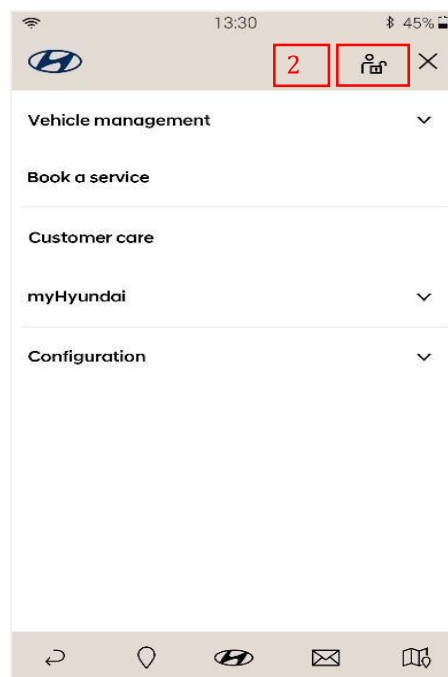 13:30
45%
2
Vehicle management
Book a service
Customer care
myHyundai
Configuration